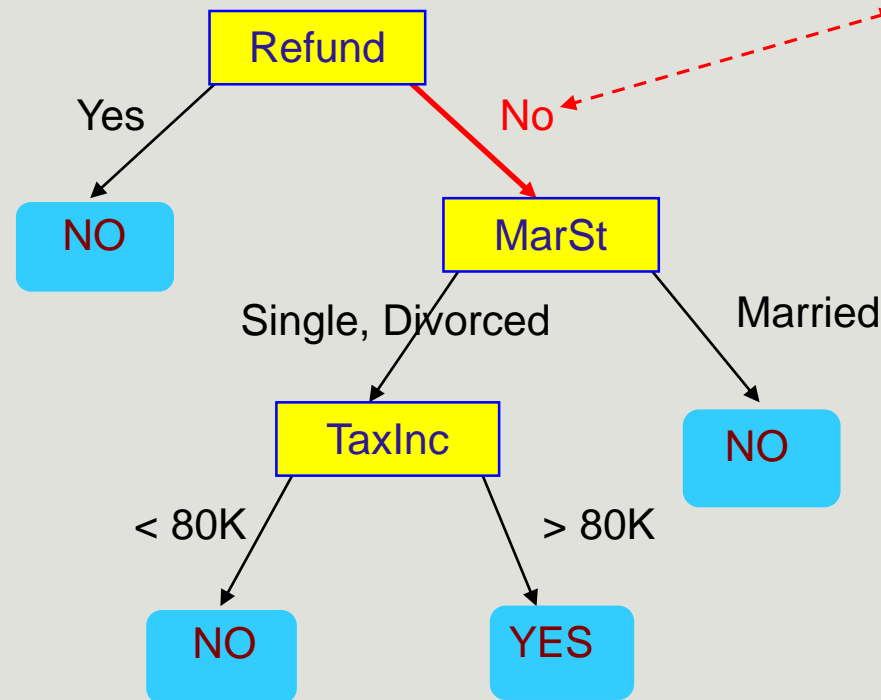 Refund
Yes
No
NO
MarSt
Single, Divorced
Married
TaxInc
NO
< 80K
> 80K
NO
YES